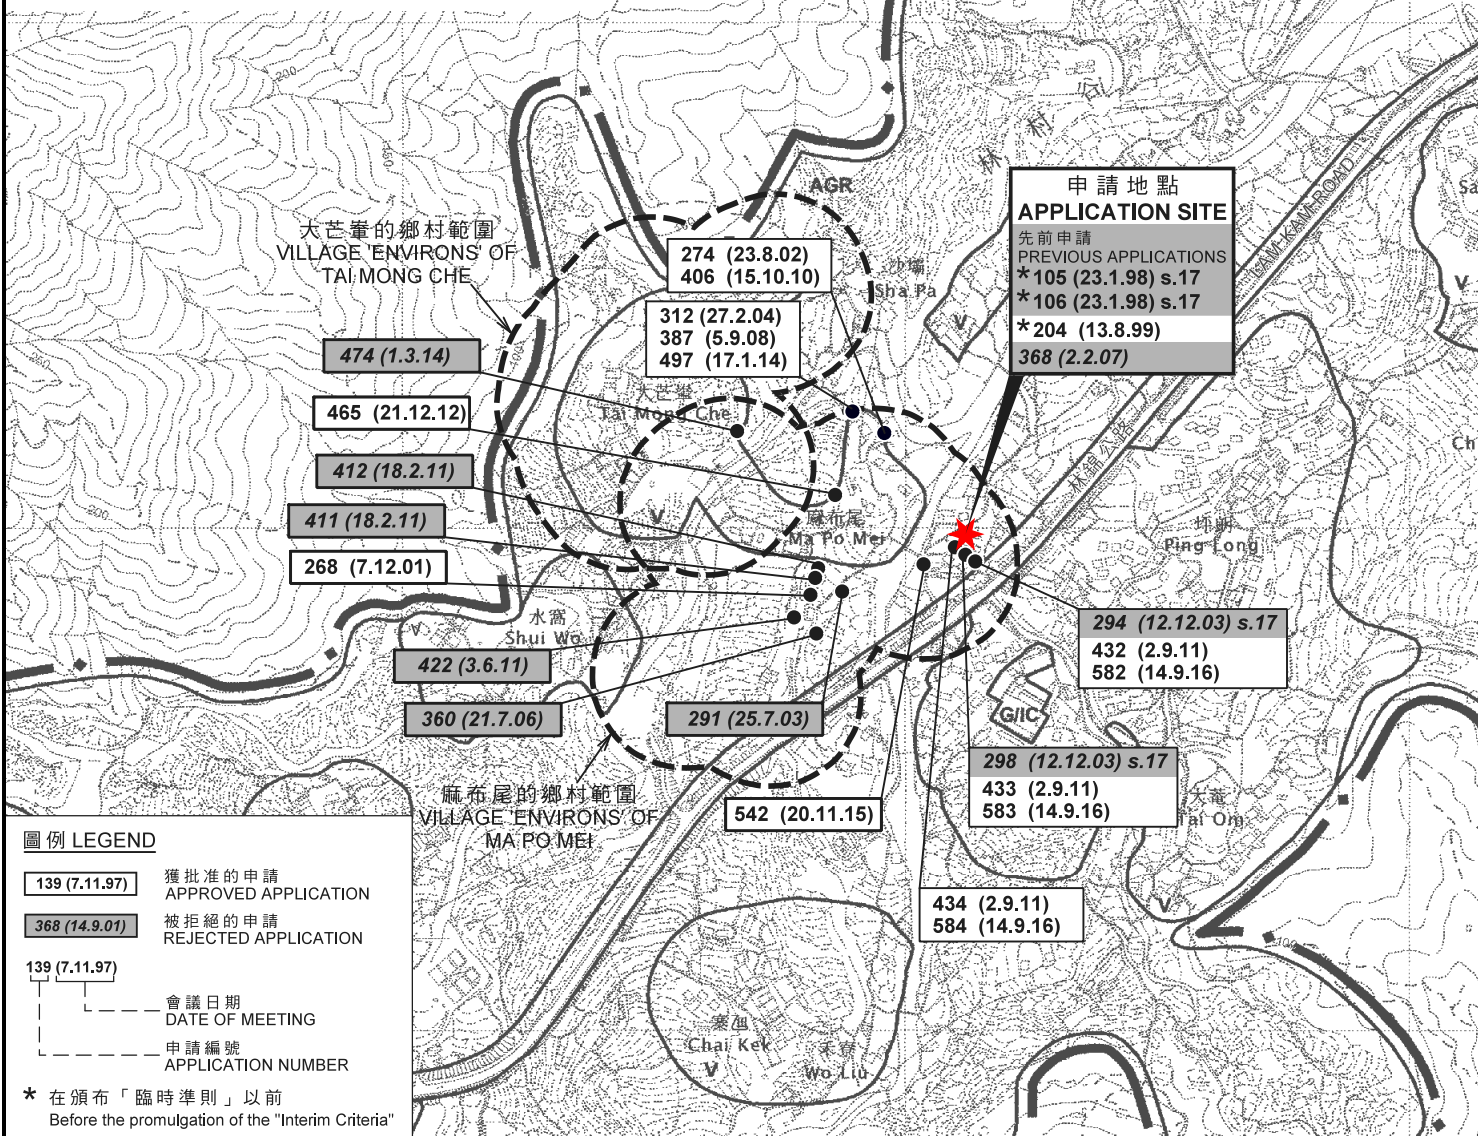 200
150
林 村 谷
AGR
申請地點
APPLICATION SITE
先前申請
PREVIOUS APPLICATIONS
* 105 (23.1.98) s.17
* 106 (23.1.98) s.17
* 204 (13.8.99)
368 (2.2.07)
LAM KAM ROAD
大芒輋的鄉村範圍
VILLAGE 'ENVIRONS' OF
TAI MONG CHE
274 (23.8.02)
406 (15.10.10)
沙壩
Sha Pa
V
V
312 (27.2.04)
387 (5.9.08)
497 (17.1.14)
474 (1.3.14)
大芒輋
Tai Mong Che
465 (21.12.12)
412 (18.2.11)
411 (18.2.11)
268 (7.12.01)
200
V
麻布尾
Ma Po Mei
林錦公路
坪朗
Ping Long
水窩
Shui Wo
V
422 (3.6.11)
360 (21.7.06)
291 (25.7.03)
294 (12.12.03) s.17
432 (2.9.11)
582 (14.9.16)
G/IC
298 (12.12.03) s.17
433 (2.9.11)
583 (14.9.16)
大菴
Tai Om
麻布尾的鄉村範圍
VILLAGE 'ENVIRONS' OF
MA PO MEI
542 (20.11.15)
434 (2.9.11)
584 (14.9.16)
V
100
寨乪
Chai Kek
V
禾寮
Wo Liu
圖例 LEGEND
139 (7.11.97)
獲批准的申請
APPROVED APPLICATION
368 (14.9.01)
被拒絕的申請
REJECTED APPLICATION
139 (7.11.97)
會議日期
DATE OF MEETING
申請編號
APPLICATION NUMBER
* 在頒布「臨時準則」以前
Before the promulgation of the "Interim Criteria"